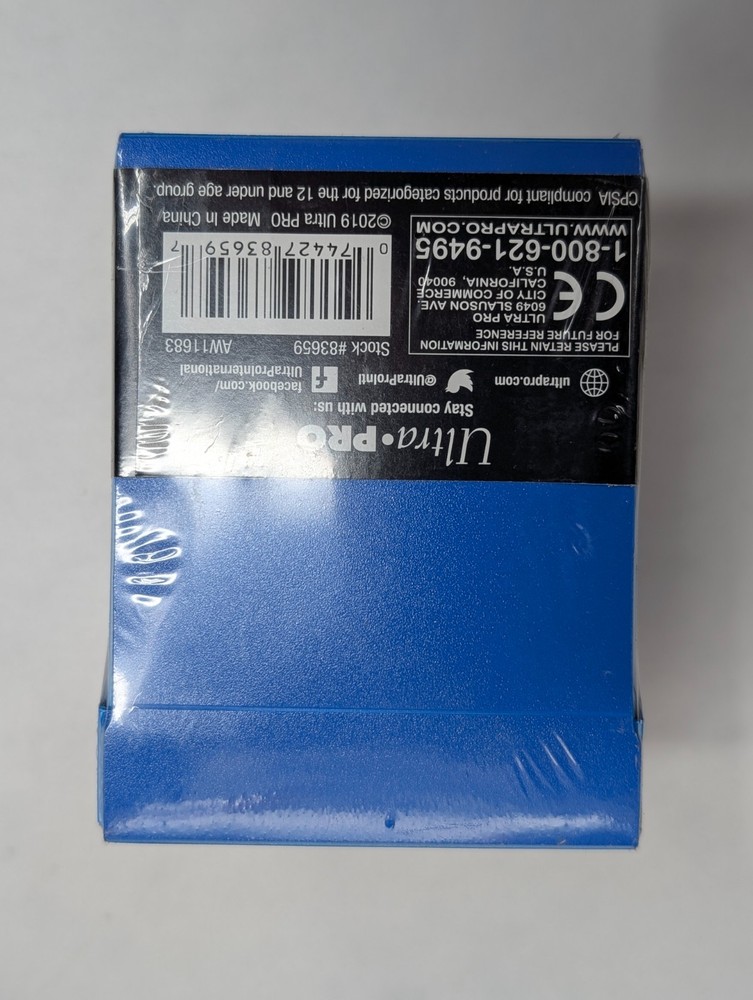 Ultra•PRO
Stay connected with us:
ultrapro.com
@UltraProIntl
facebook.com/
UltraProInternational
PLEASE RETAIN THIS INFORMATION
FOR FUTURE REFERENCE
CE
ULTRA PRO
6049 SLAUSON AVE.
CITY OF COMMERCE
CALIFORNIA, 90040
U.S.A.
1-800-621-9495
WWW.ULTRAPRO.COM
Stock #83659 AW11683
0 74427 83659 7
©2019 Ultra PRO Made In China
CPSIA compliant for products categorized for the 12 and under age group.